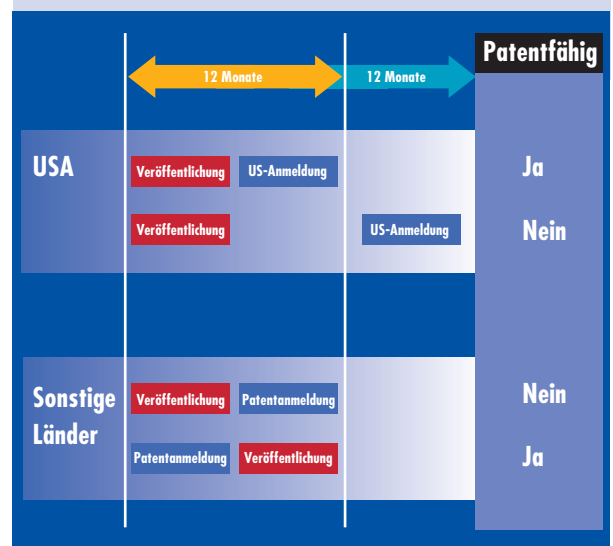 Patentfähig
12 Monate 12 Monate
USA Veröffentlichung US-Anmeldung Ja
Veröffentlichung US-Anmeldung Nein
Sonstige Länder
Veröffentlichung Patentanmeldung Nein
Patentanmeldung Veröffentlichung Ja